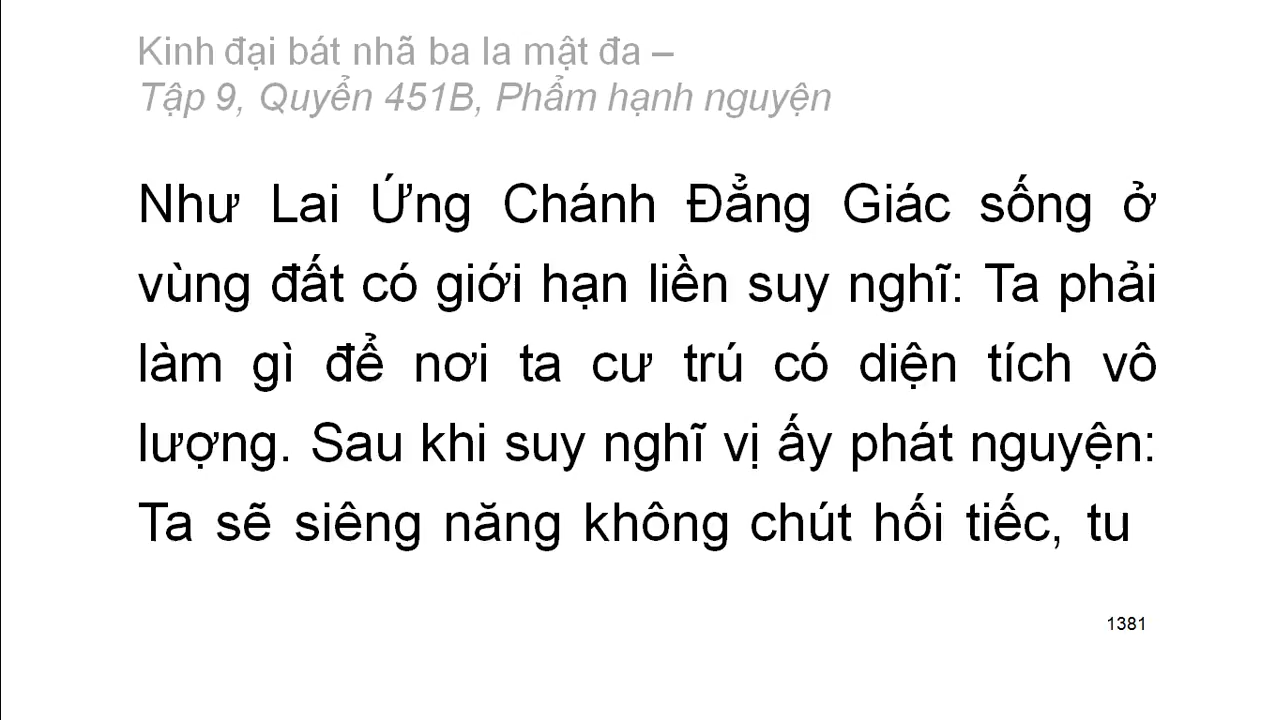 Kinh đại bát nhã ba la mật đa –
Tập 9, Quyển 451B, Phẩm hạnh nguyện
Như Lai Ứng Chánh Đẳng Giác sống ở
vùng đất có giới hạn liền suy nghĩ: Ta phải
làm gì để nơi ta cư trú có diện tích vô
lượng. Sau khi suy nghĩ vị ấy phát nguyện:
Ta sẽ siêng năng không chút hối tiếc, tu
1381